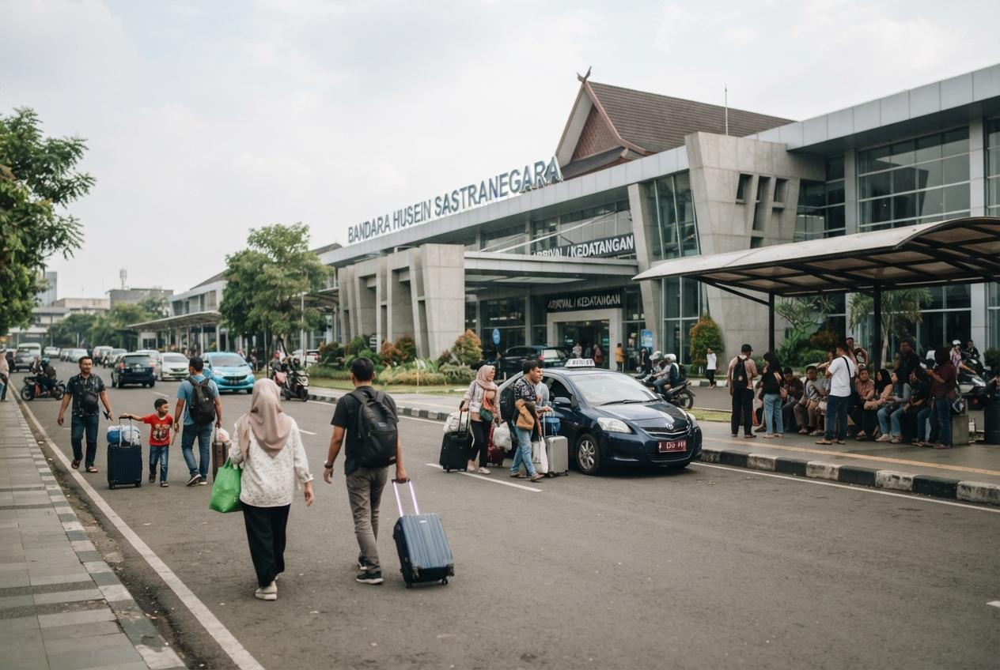 BANDARA HUSEIN SASTRANEGARA
ARRIVAL / KEDATANGAN
ARRIVAL / KEDATANGAN